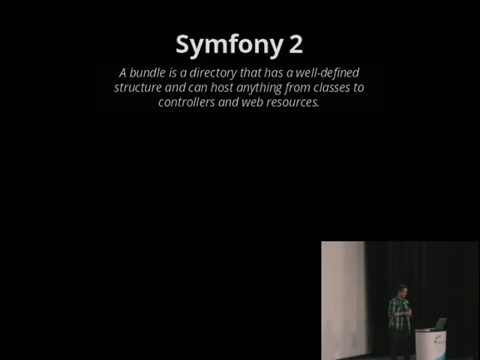 Symfony 2
A bundle is a directory that has a well-defined
structure and can host anything from classes to
controllers and web resources.